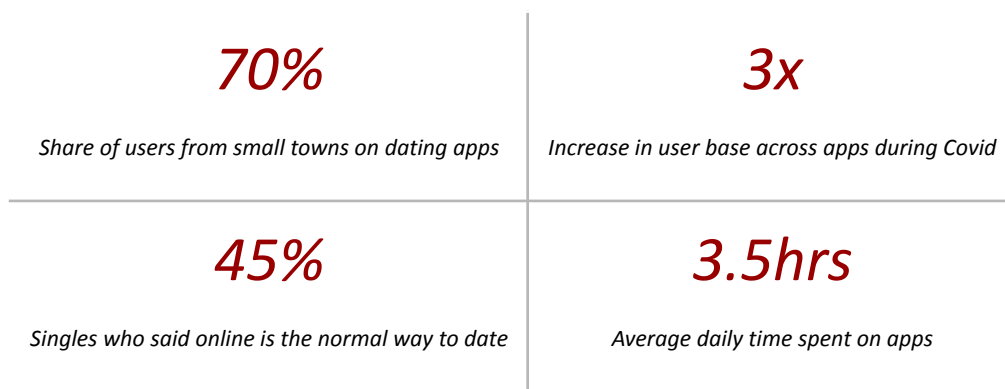 70%
Share of users from small towns on dating apps
3x
Increase in user base across apps during Covid
45%
Singles who said online is the normal way to date
3.5hrs
Average daily time spent on apps